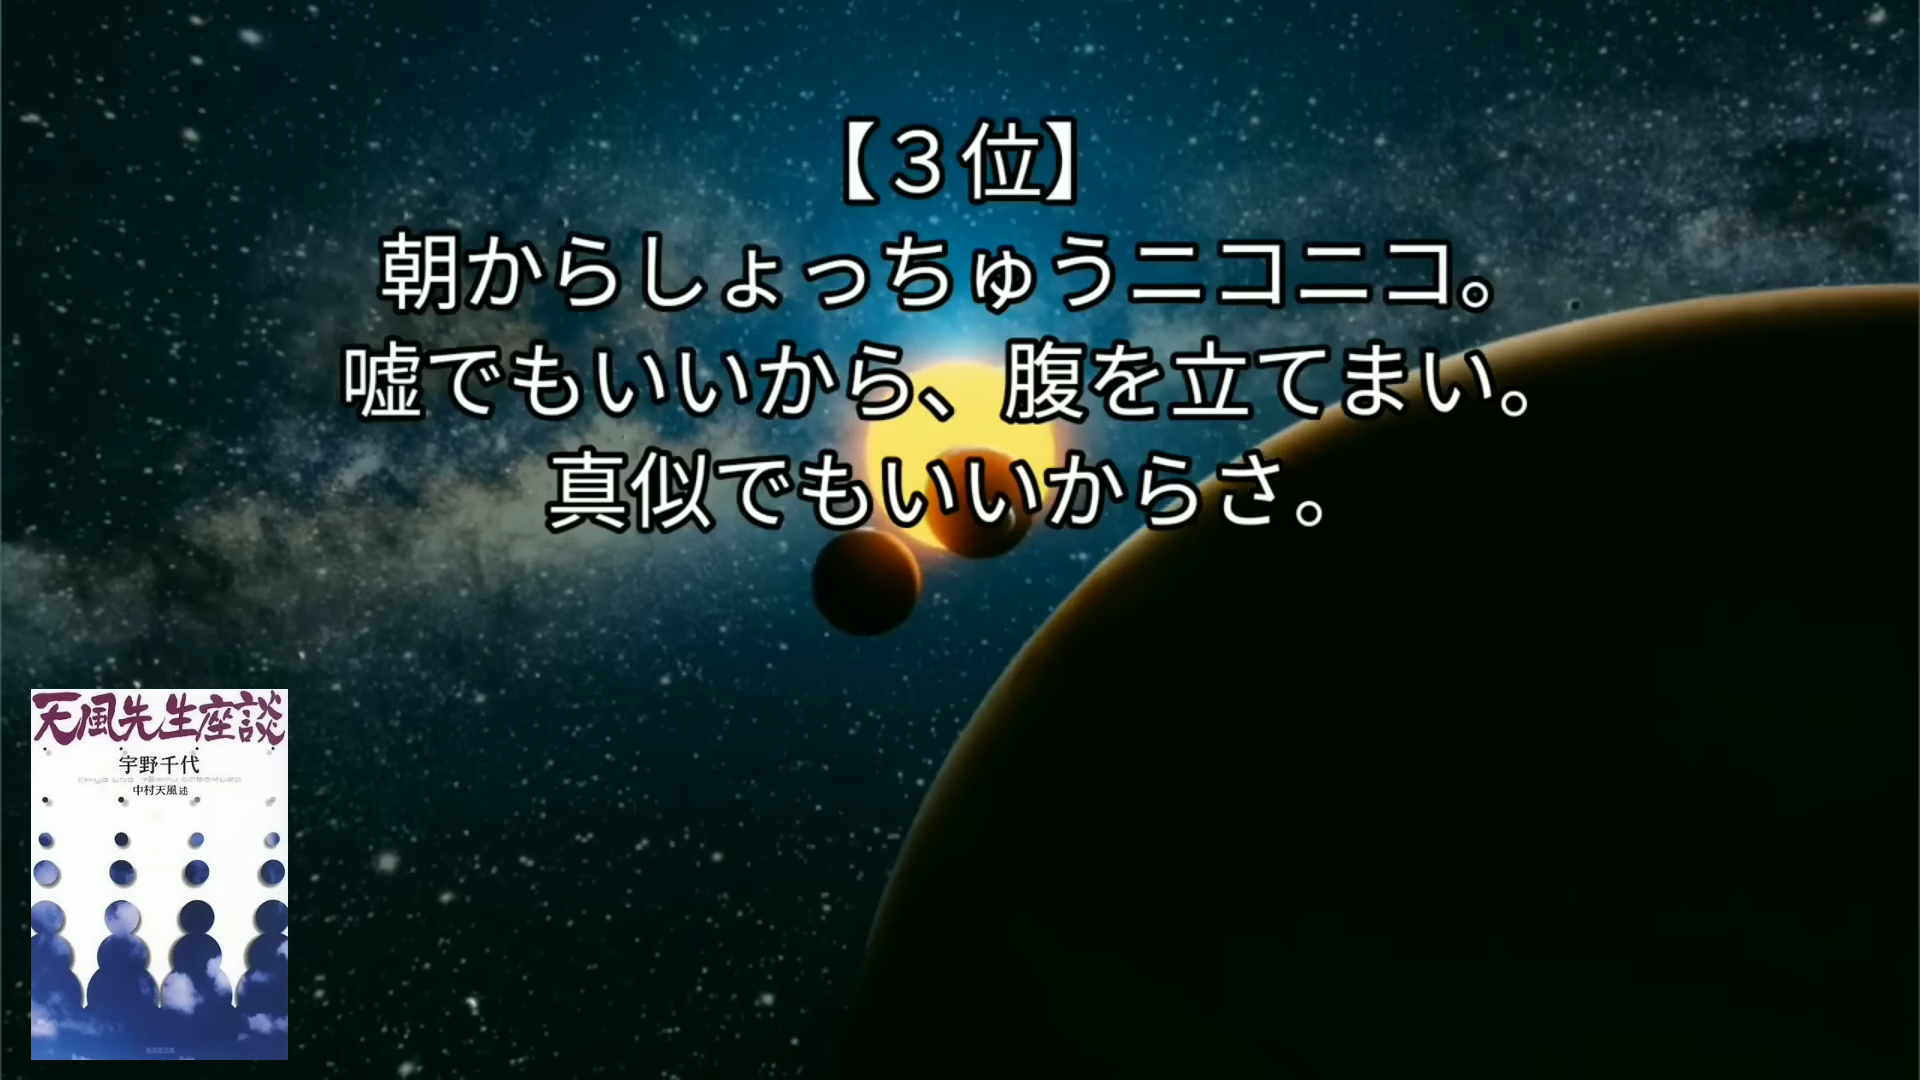 【３位】
朝からしょっちゅうニコニコ。
嘘でもいいから、腹を立てまい。
真似でもいいからさ。
天風先生座談
宇野千代
CHIYO UNO
中村天風 述